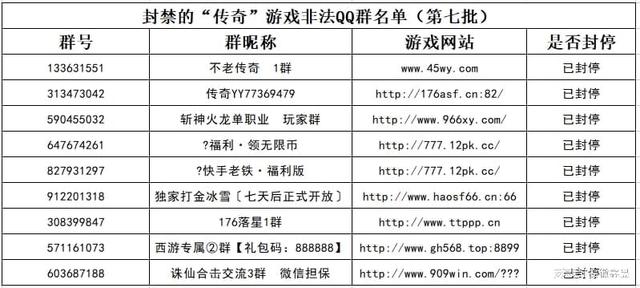 封禁的“传奇”游戏非法QQ群名单（第七批）
群号 群昵称 游戏网站 是否封停
133631551 不老传奇 1群 www.45wy.com 已封停
313473042 传奇YY77369479 http://176asf.cn:82/ 已封停
590455032 斩神火龙单职业 玩家群 http://www.966xy.com/ 已封停
647674261 ?福利·领无限币 http://777.12pk.cc/ 已封停
827931297 ?快手老铁·福利版 http://777.12pk.cc/ 已封停
912201318 独家打金冰雪〔七天后正式开放〕 http://www.haosf66.cn:66 已封停
308399847 176落星1群 http://www.ttppp.cn 已封停
571161073 西游专属②群【礼包码：888888】 http://www.gh568.top:8899 已封停
603687188 诛仙合击交流3群 微信担保 http://www.909win.com/??? 已封停